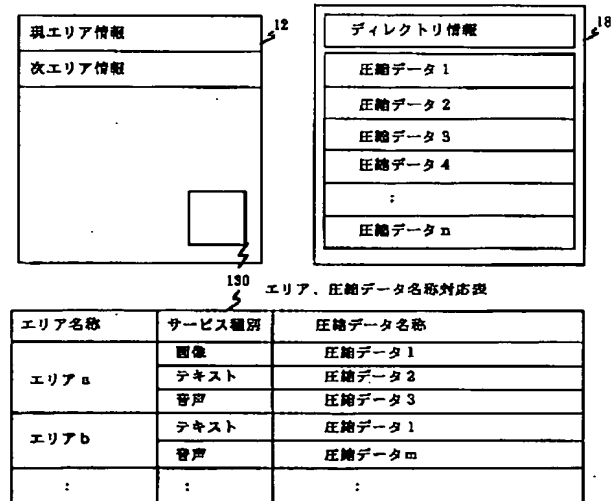 現エリア情報
12
次エリア情報
ディレクトリ情報
18
圧縮データ1
圧縮データ2
圧縮データ3
圧縮データ4
:
圧縮データn
130
エリア、圧縮データ名称対応表
エリア名称 サービス種別 圧縮データ名称
エリアa 画像 圧縮データ1
テキスト 圧縮データ2
音声 圧縮データ3
エリアb テキスト 圧縮データ1
音声 圧縮データm
: : :